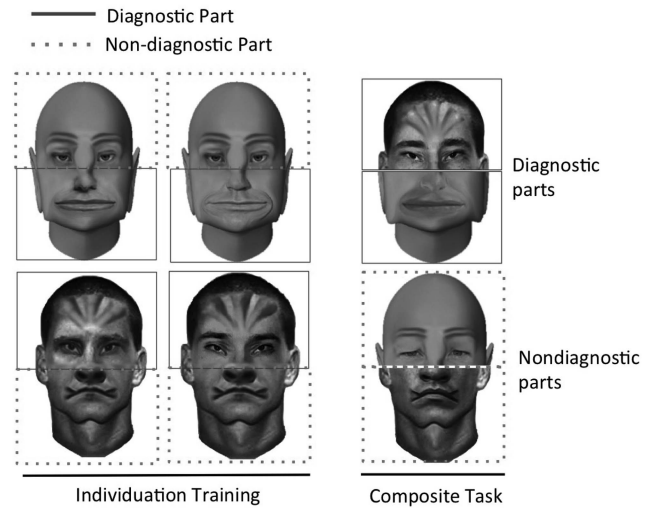 Diagnostic Part
Non-diagnostic Part
Diagnostic
parts
Nondiagnostic
parts
Individuation Training
Composite Task